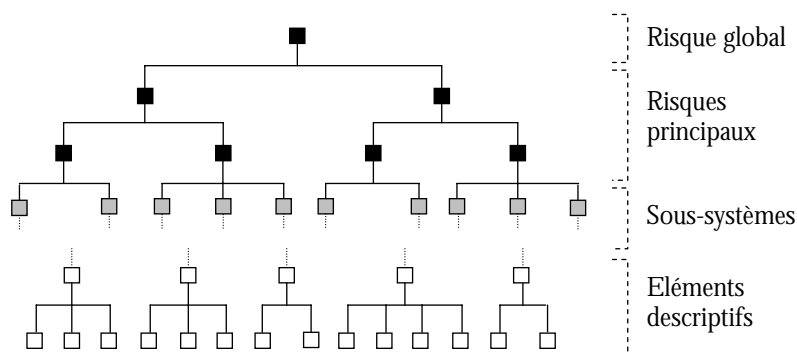 Risque global
Risques
principaux
Sous-systèmes
Eléments
descriptifs